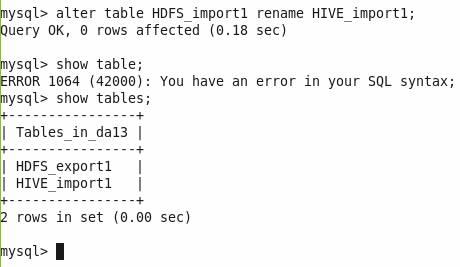 mysql> alter table HDFS_import1 rename HIVE_import1;
Query OK, 0 rows affected (0.18 sec)

mysql> show table;
ERROR 1064 (42000): You have an error in your SQL syntax;
mysql> show tables;
+----------------+
| Tables_in_da13 |
+----------------+
| HDFS_export1   |
| HIVE_import1   |
+----------------+
2 rows in set (0.00 sec)

mysql>